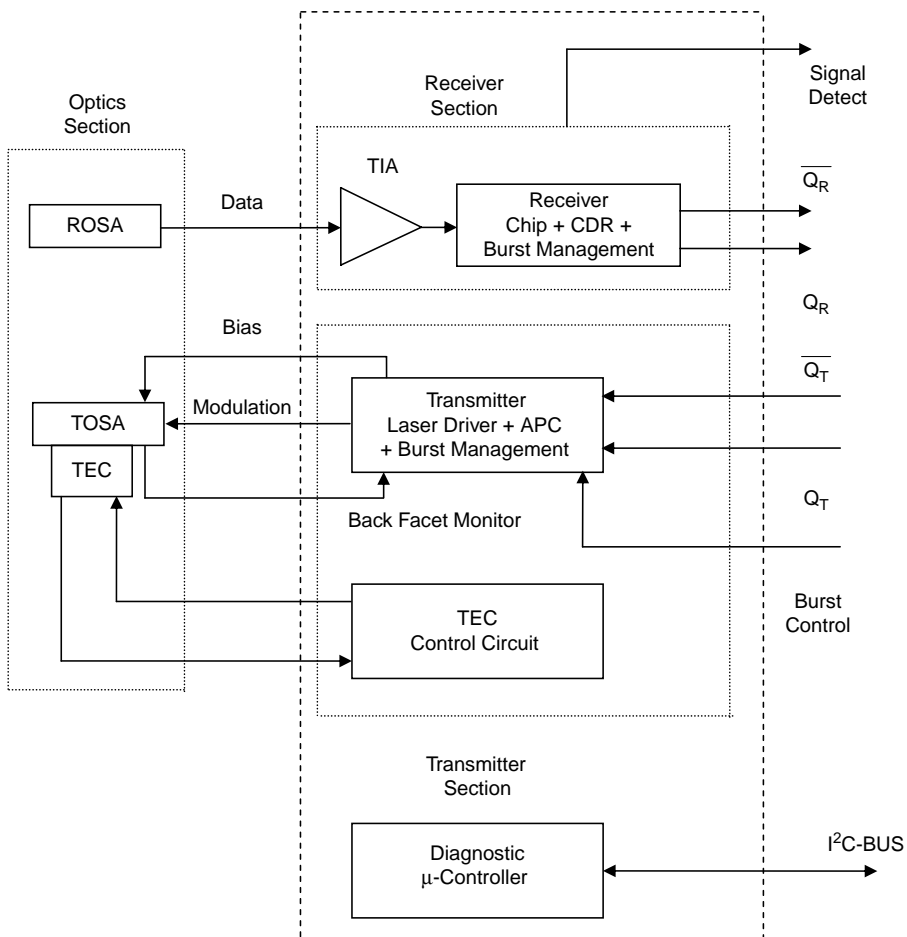 Receiver
Section
Signal
Detect
Optics
Section
TIA
Data
ROSA
Receiver
Chip + CDR +
Burst Management
Q̅R̅
QR
Bias
Q̅T̅
Modulation
TOSA
Transmitter
Laser Driver + APC
+ Burst Management
TEC
QT
Back Facet Monitor
TEC
Control Circuit
Burst
Control
Transmitter
Section
Diagnostic
μ-Controller
I²C-BUS